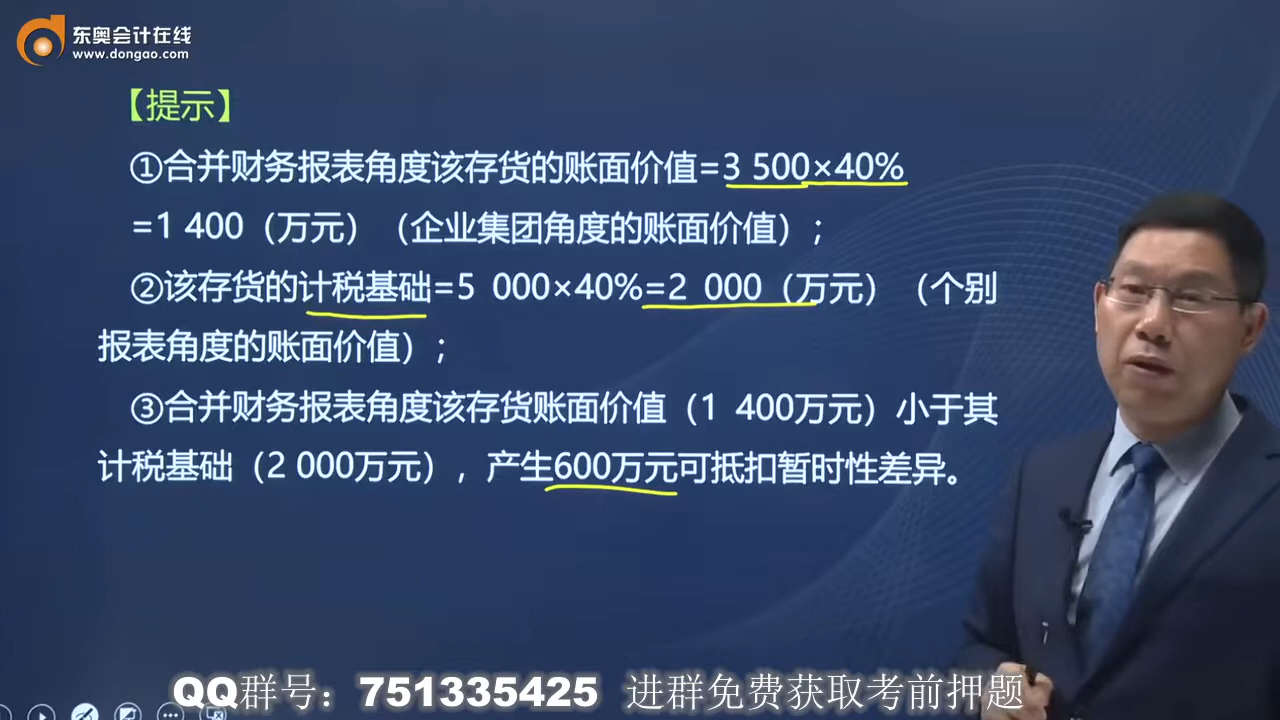 东奥会计在线
www.dongao.com
【提示】
①合并财务报表角度该存货的账面价值=3 500×40%
=1 400（万元）（企业集团角度的账面价值）；
②该存货的计税基础=5 000×40%=2 000（万元）（个别
报表角度的账面价值）；
③合并财务报表角度该存货账面价值（1 400万元）小于其
计税基础（2 000万元），产生600万元可抵扣暂时性差异。
QQ群号：751335425 进群免费获取考前押题